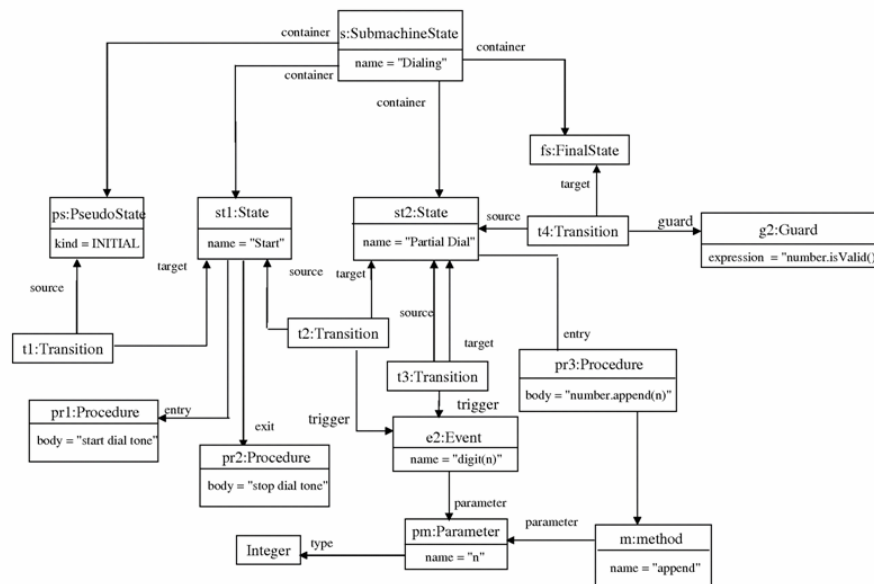 s:SubmachineState
name = "Dialing"
container
container
container
container
fs:FinalState
target
ps:PseudoState
kind = INITIAL
st1:State
name = "Start"
st2:State
name = "Partial Dial"
source
t4:Transition
guard
g2:Guard
expression = "number.isValid()
source
target
source
target
source
target
t1:Transition
t2:Transition
t3:Transition
entry
pr3:Procedure
body = "number.append(n)"
pr1:Procedure
body = "start dial tone"
entry
exit
pr2:Procedure
body = "stop dial tone"
trigger
trigger
e2:Event
name = "digit(n)"
parameter
pm:Parameter
name = "n"
type
Integer
parameter
m:method
name = "append"